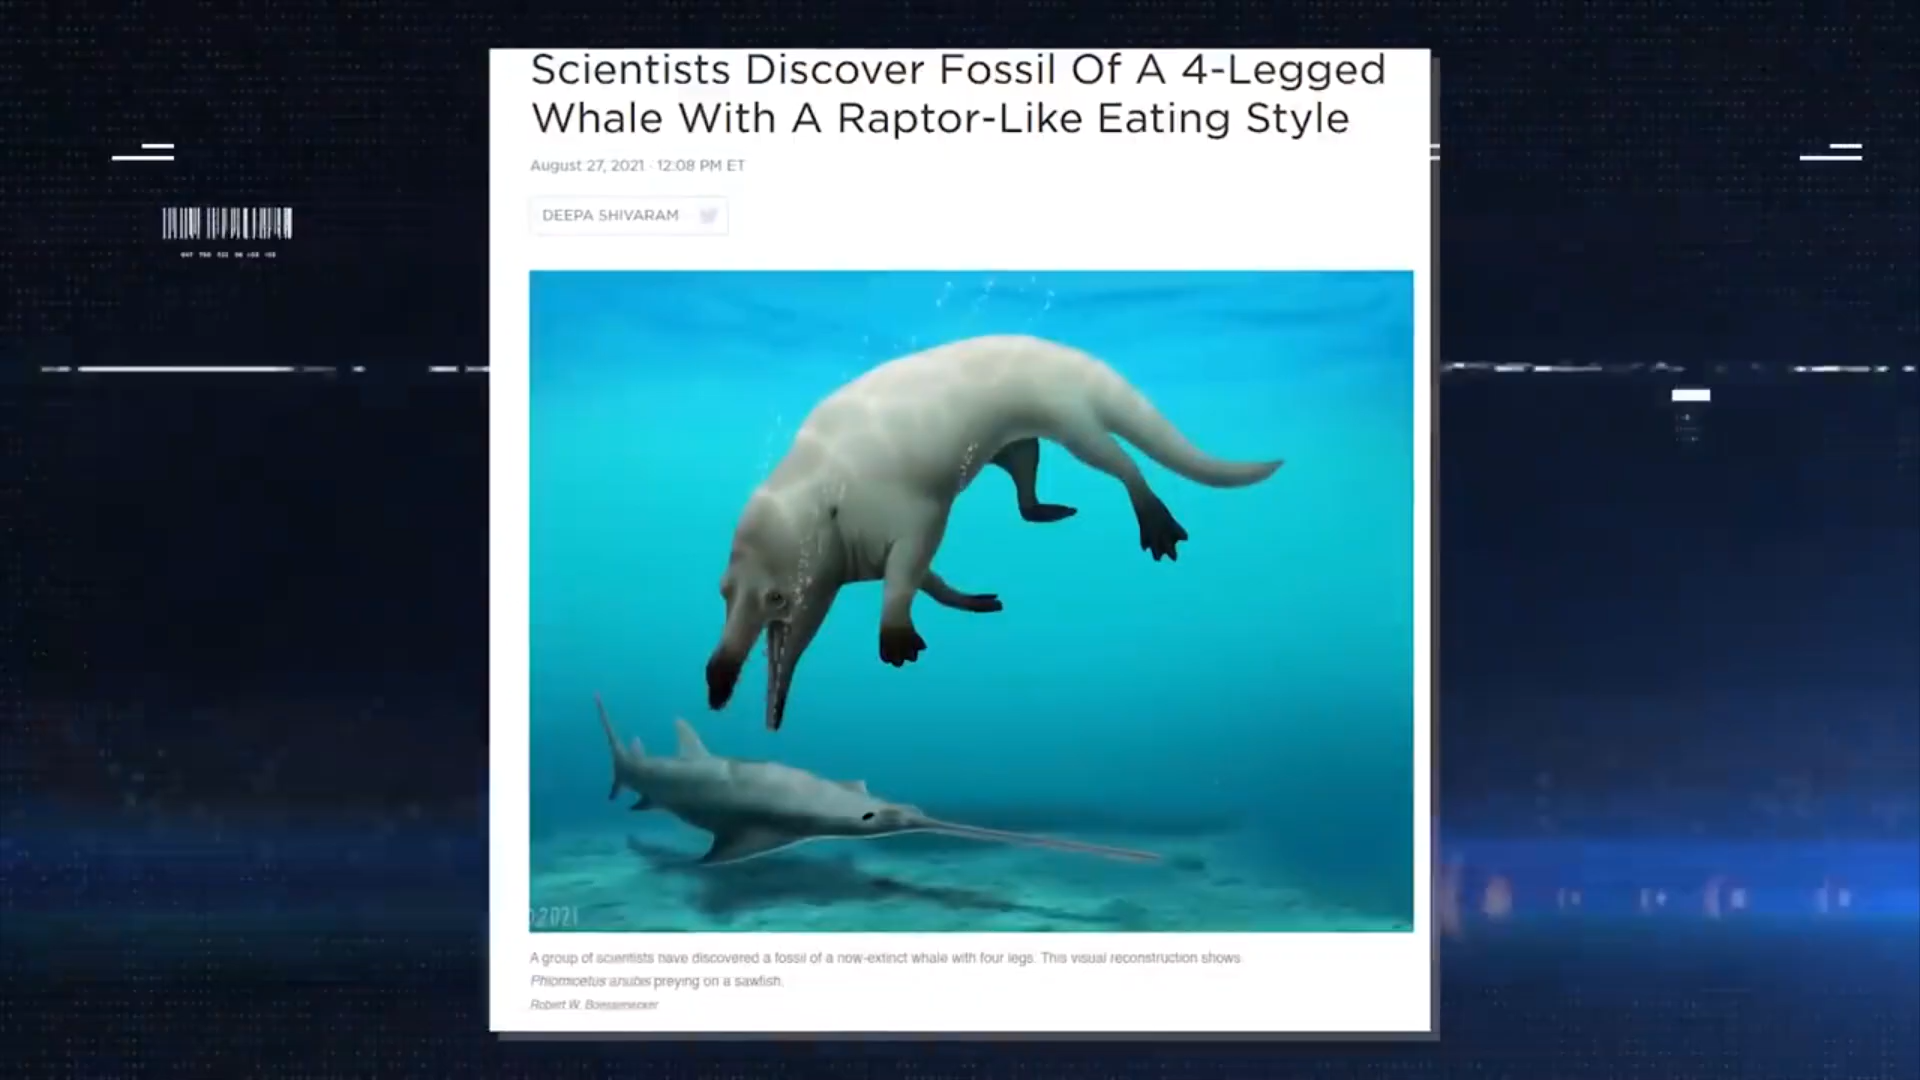 Scientists Discover Fossil Of A 4-Legged
Whale With A Raptor-Like Eating Style
August 27, 2021 · 12:08 PM ET
DEEPA SHIVARAM
2021
A group of scientists have discovered a fossil of a now-extinct whale with four legs. This visual reconstruction shows
Phiomicetus anubis preying on a sawfish.
Robert W. Boessenecker